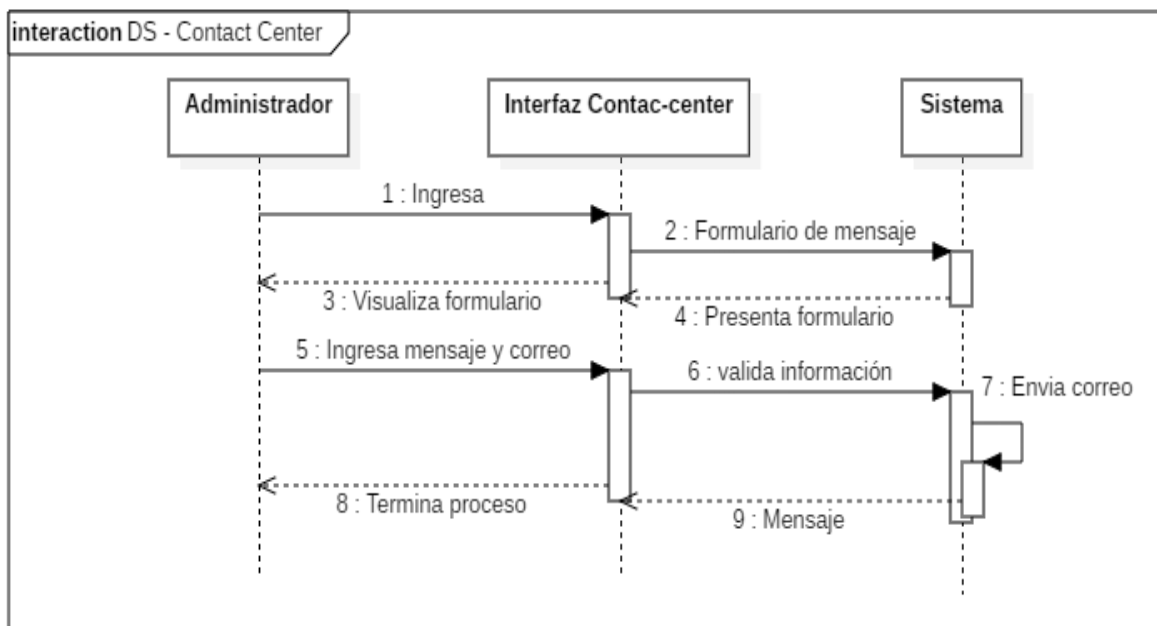 interaction DS - Contact Center
Administrador
Interfaz Contac-center
Sistema
1 : Ingresa
2 : Formulario de mensaje
3 : Visualiza formulario
4 : Presenta formulario
5 : Ingresa mensaje y correo
6 : valida información
7 : Envia correo
8 : Termina proceso
9 : Mensaje